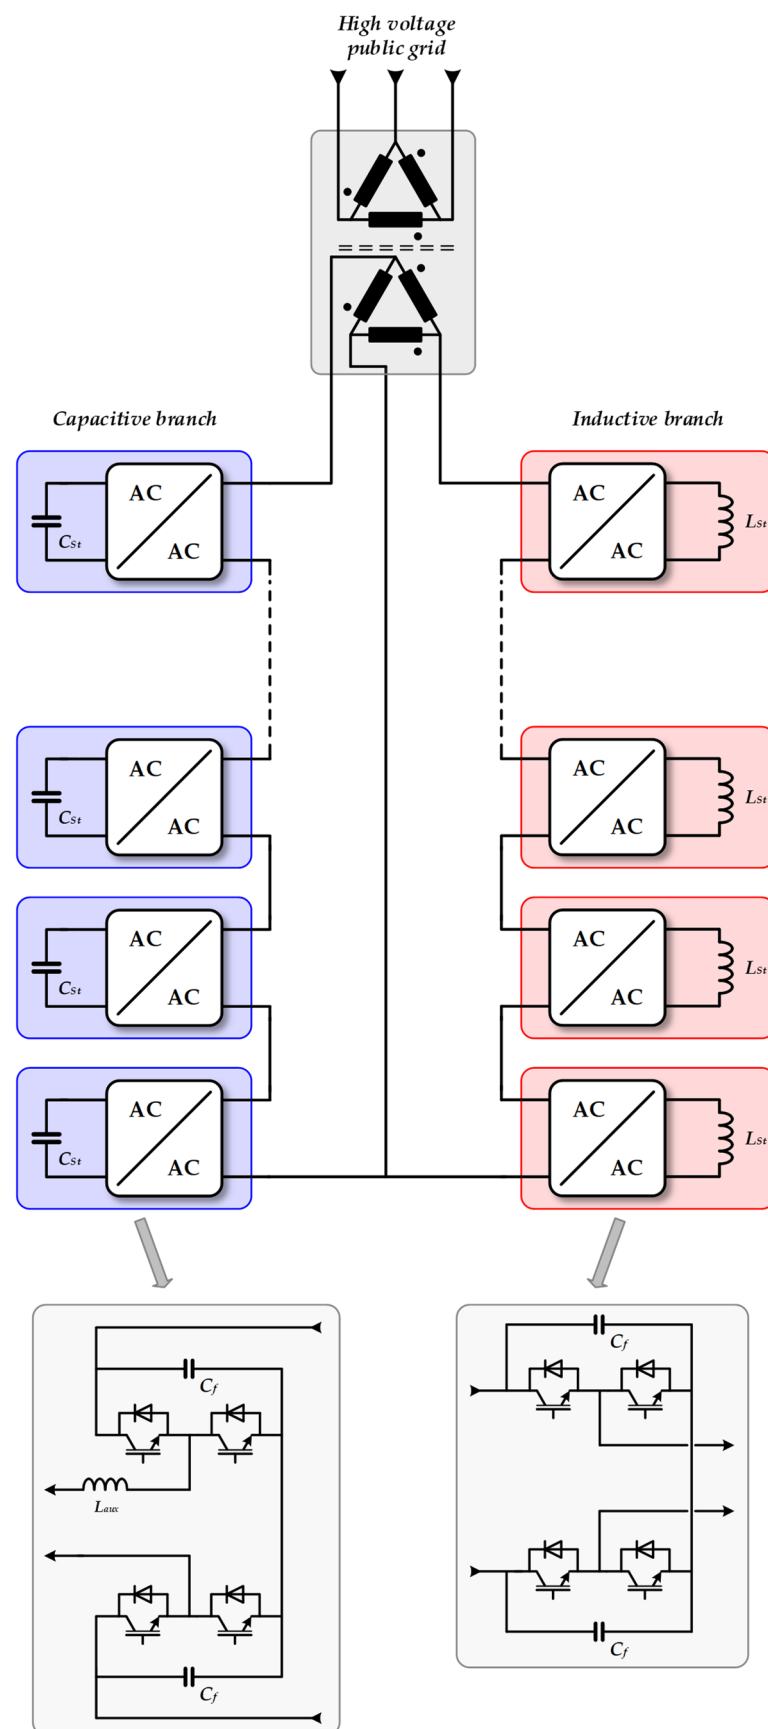 High voltage
public grid
Capacitive branch
Inductive branch
AC
AC
CSt
AC
AC
LSt
AC
AC
CSt
AC
AC
LSt
AC
AC
CSt
AC
AC
LSt
AC
AC
CSt
AC
AC
LSt
Cf
Cf
Laux
Cf
Cf